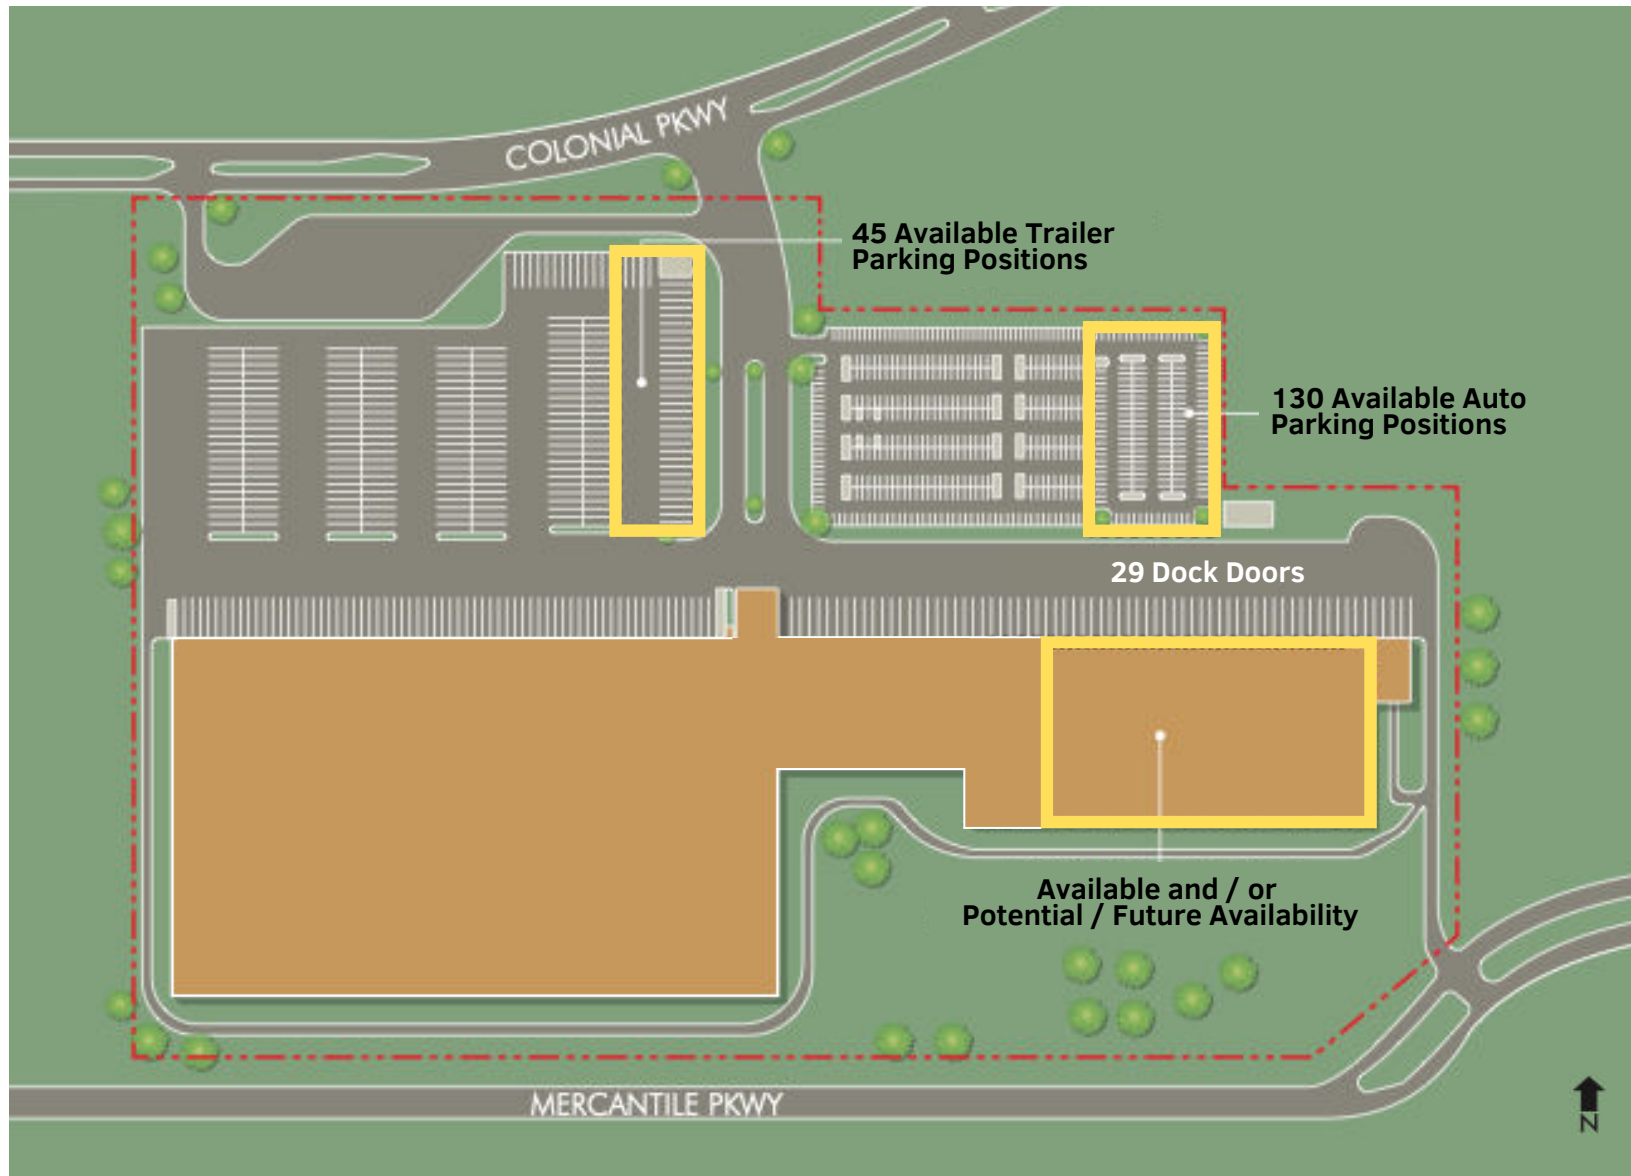 COLONIAL PKWY
45 Available Trailer
Parking Positions
130 Available Auto
Parking Positions
29 Dock Doors
Available and / or
Potential / Future Availability
MERCANTILE PKWY
N